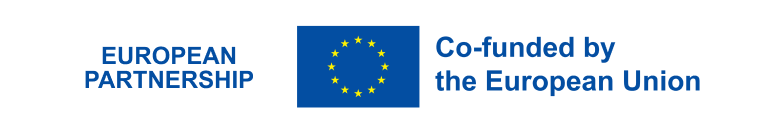 EUROPEAN
PARTNERSHIP
Co-funded by
the European Union